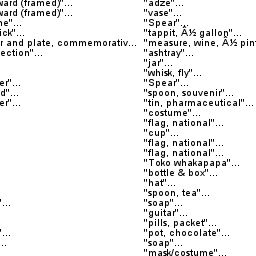 ward (framed)"... "adze"...
ward (framed)"... "vase"...
ne"... "Spear"...
ick"... "tappit, Â½ gallon"...
r and plate, commemorativ... "measure, wine, Â½ pin
ection"... "ashtray"...
"jar"...
"whisk, fly"...
er"... "Spear"...
d"... "spoon, souvenir"...
er"... "tin, pharmaceutical"...
"costume"...
"flag, national"...
"cup"...
"flag, national"...
"flag, national"...
"Toko whakapapa"...
"bottle & box"...
"hat"...
"spoon, tea"...
"... "soap"...
"guitar"...
"pills, packet"...
"... "pot, chocolate"...
... "soap"...
"mask/costume"...